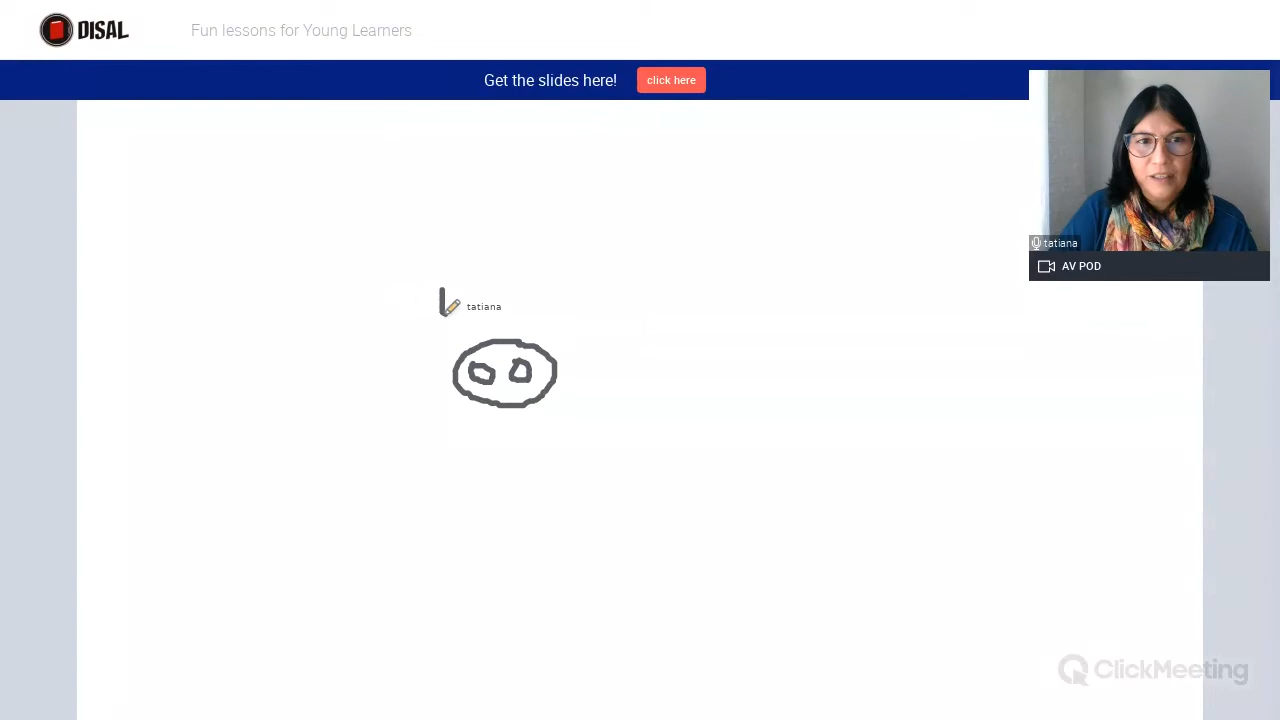 DISAL
Fun lessons for Young Learners
Get the slides here!
click here
tatiana
AV POD
tatiana
ClickMeeting